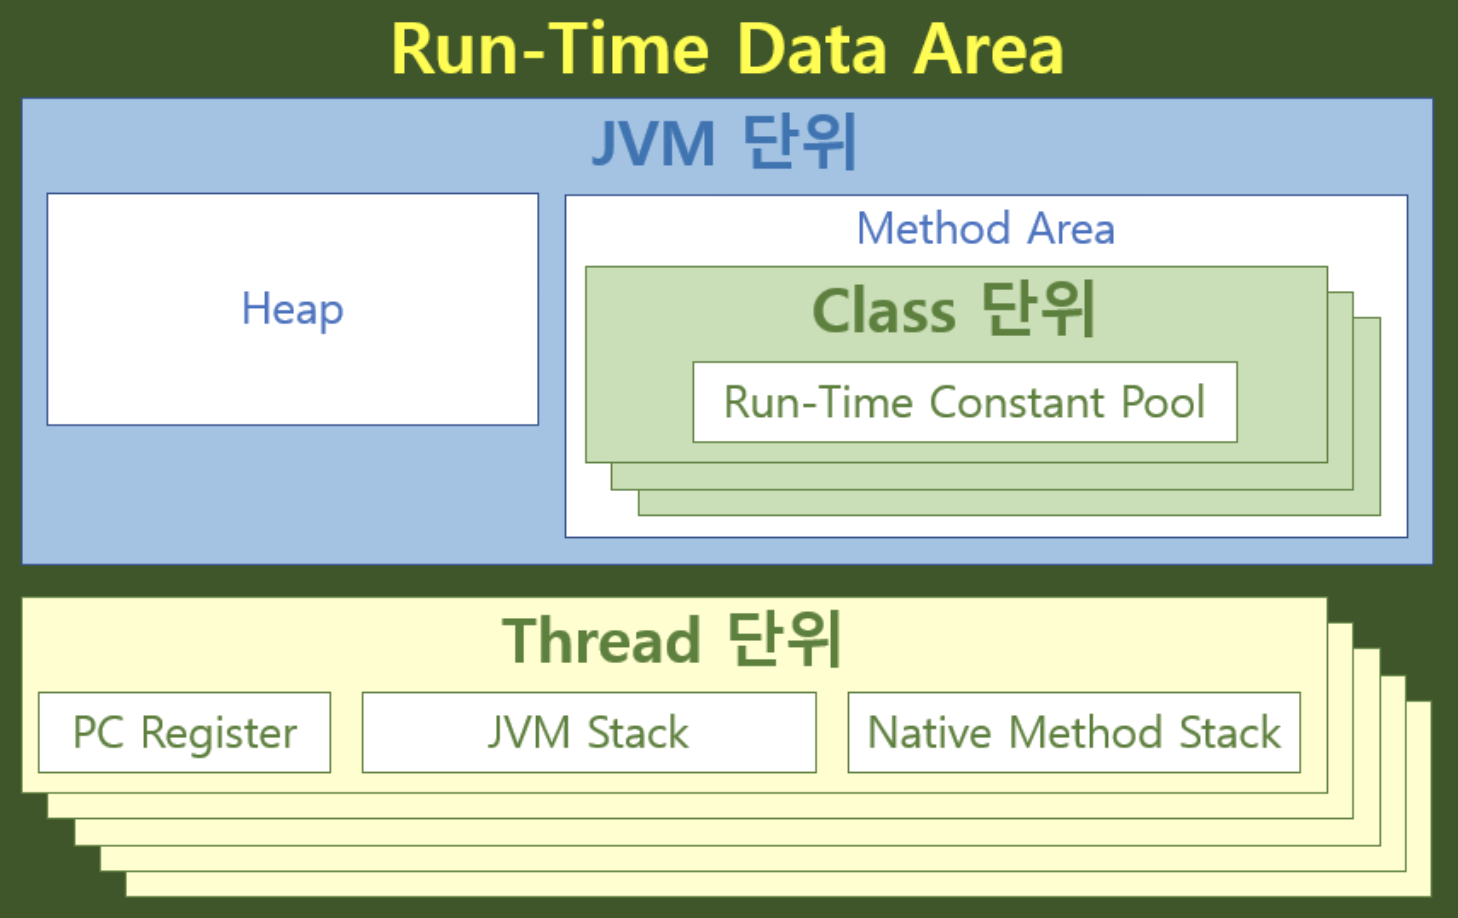 Run-Time Data Area
JVM 단위
Heap
Method Area
Class 단위
Run-Time Constant Pool
Thread 단위
PC Register
JVM Stack
Native Method Stack